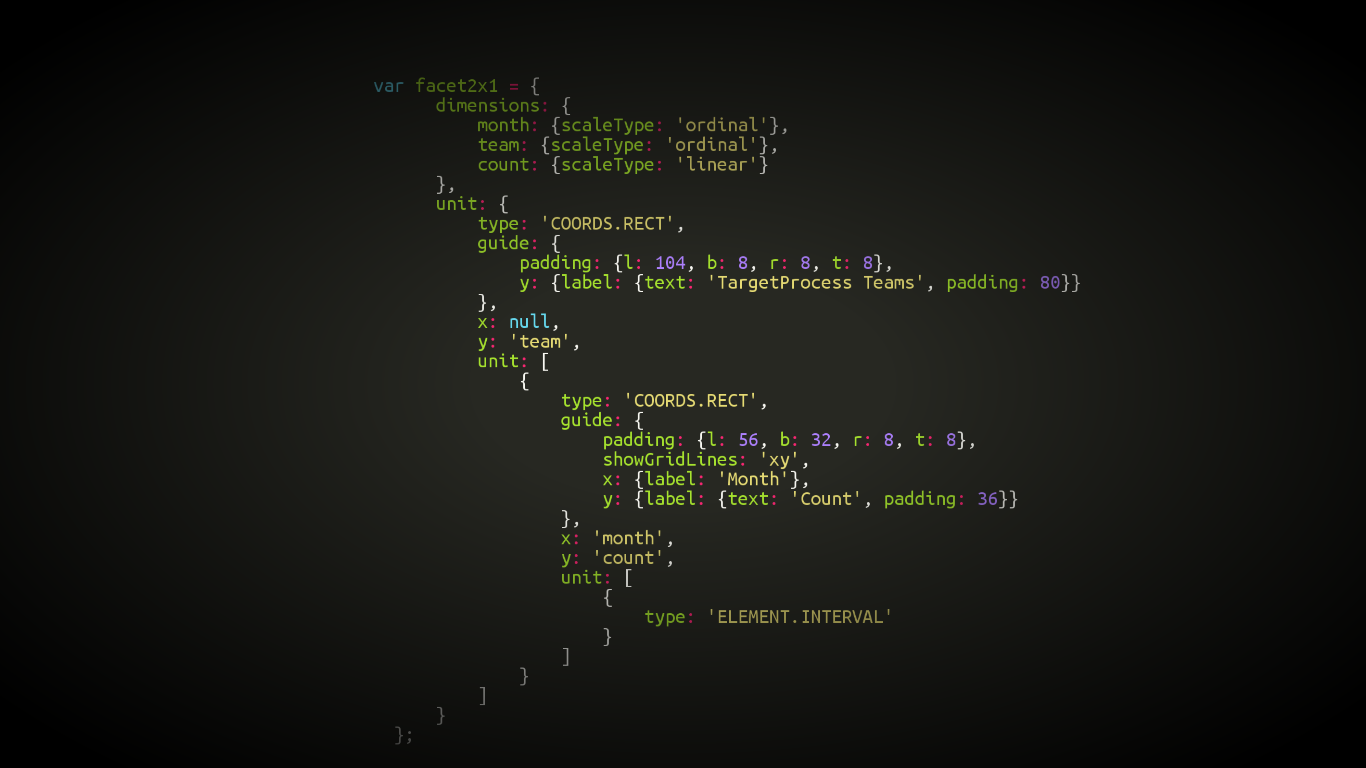 var facet2x1 = {
dimensions: {
month: {scaleType: 'ordinal'},
team: {scaleType: 'ordinal'},
count: {scaleType: 'linear'}
},
unit: {
type: 'COORDS.RECT',
guide: {
padding: {l: 104, b: 8, r: 8, t: 8},
y: {label: {text: 'TargetProcess Teams', padding: 80}}
},
x: null,
y: 'team',
unit: [
{
type: 'COORDS.RECT',
guide: {
padding: {l: 56, b: 32, r: 8, t: 8},
showGridLines: 'xy',
x: {label: 'Month'},
y: {label: {text: 'Count', padding: 36}}
},
x: 'month',
y: 'count',
unit: [
{
type: 'ELEMENT.INTERVAL'
}
]
}
]
}
};